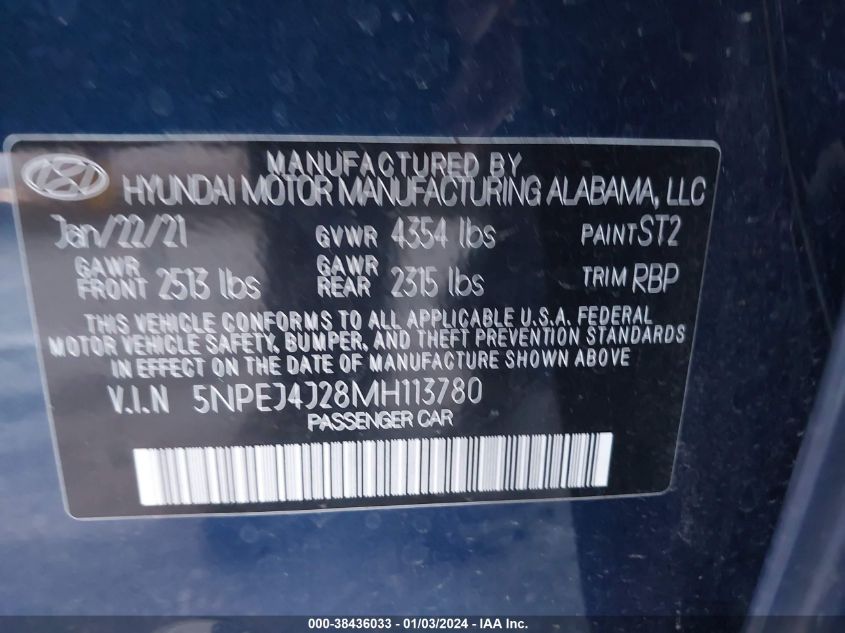 MANUFACTURED BY
HYUNDAI MOTOR MANUFACTURING ALABAMA, LLC
Jan/22/21 GVWR 4354 lbs PAINT ST2
GAWR FRONT 2513 lbs GAWR REAR 2315 lbs TRIM RBP
THIS VEHICLE CONFORMS TO ALL APPLICABLE U.S.A. FEDERAL
MOTOR VEHICLE SAFETY, BUMPER, AND THEFT PREVENTION STANDARDS
IN EFFECT ON THE DATE OF MANUFACTURE SHOWN ABOVE
V.I.N 5NPEJ4J28MH113780
PASSENGER CAR
000-38436033 - 01/03/2024 - IAA Inc.